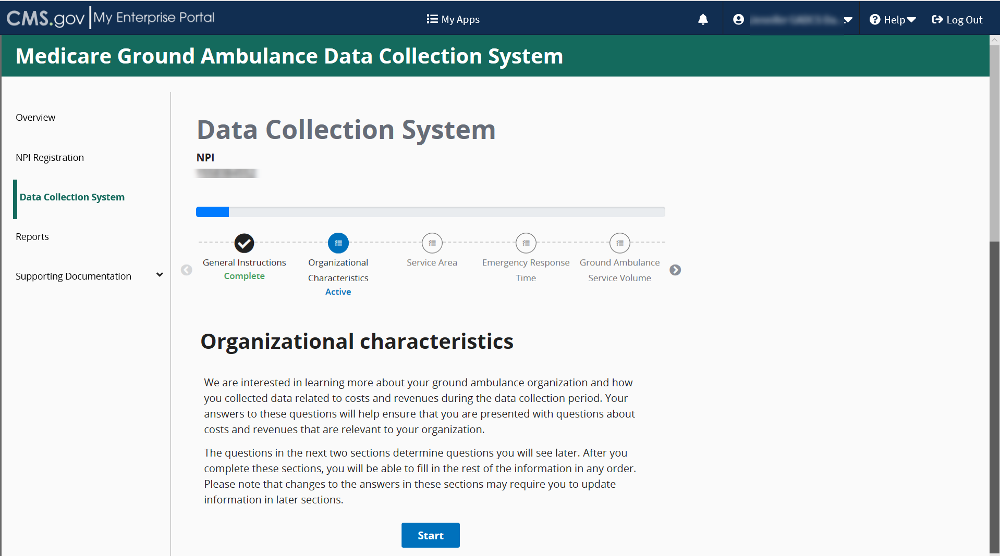 CMS.gov My Enterprise Portal
My Apps
Help
Log Out
Medicare Ground Ambulance Data Collection System
Overview
NPI Registration
Data Collection System
Reports
Supporting Documentation
Data Collection System
NPI
General Instructions
Complete
Organizational
Characteristics
Active
Service Area
Emergency Response
Time
Ground Ambulance
Service Volume
Organizational characteristics
We are interested in learning more about your ground ambulance organization and how
you collected data related to costs and revenues during the data collection period. Your
answers to these questions will help ensure that you are presented with questions about
costs and revenues that are relevant to your organization.
The questions in the next two sections determine questions you will see later. After you
complete these sections, you will be able to fill in the rest of the information in any order.
Please note that changes to the answers in these sections may require you to update
information in later sections.
Start